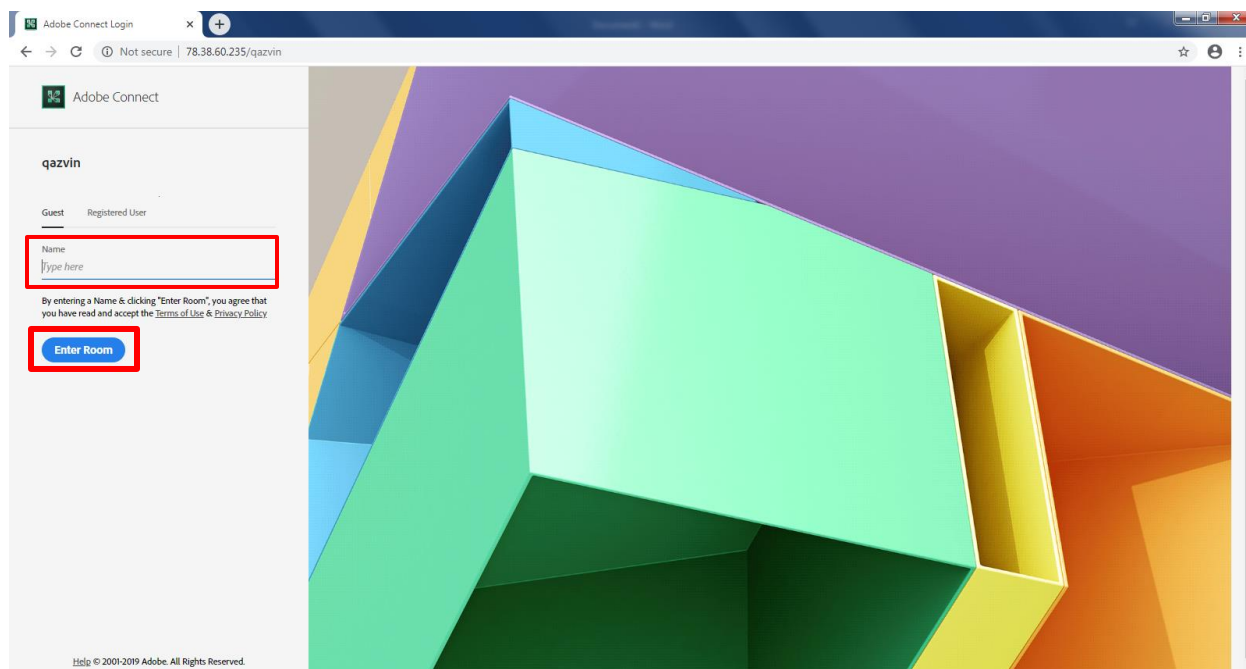 Adobe Connect Login
Not secure | 78.38.60.235/qazvin
Adobe Connect
qazvin
Guest Registered User
Name
Type here
By entering a Name & clicking "Enter Room", you agree that
you have read and accept the Terms of Use & Privacy Policy
Enter Room
Help © 2001-2019 Adobe. All Rights Reserved.